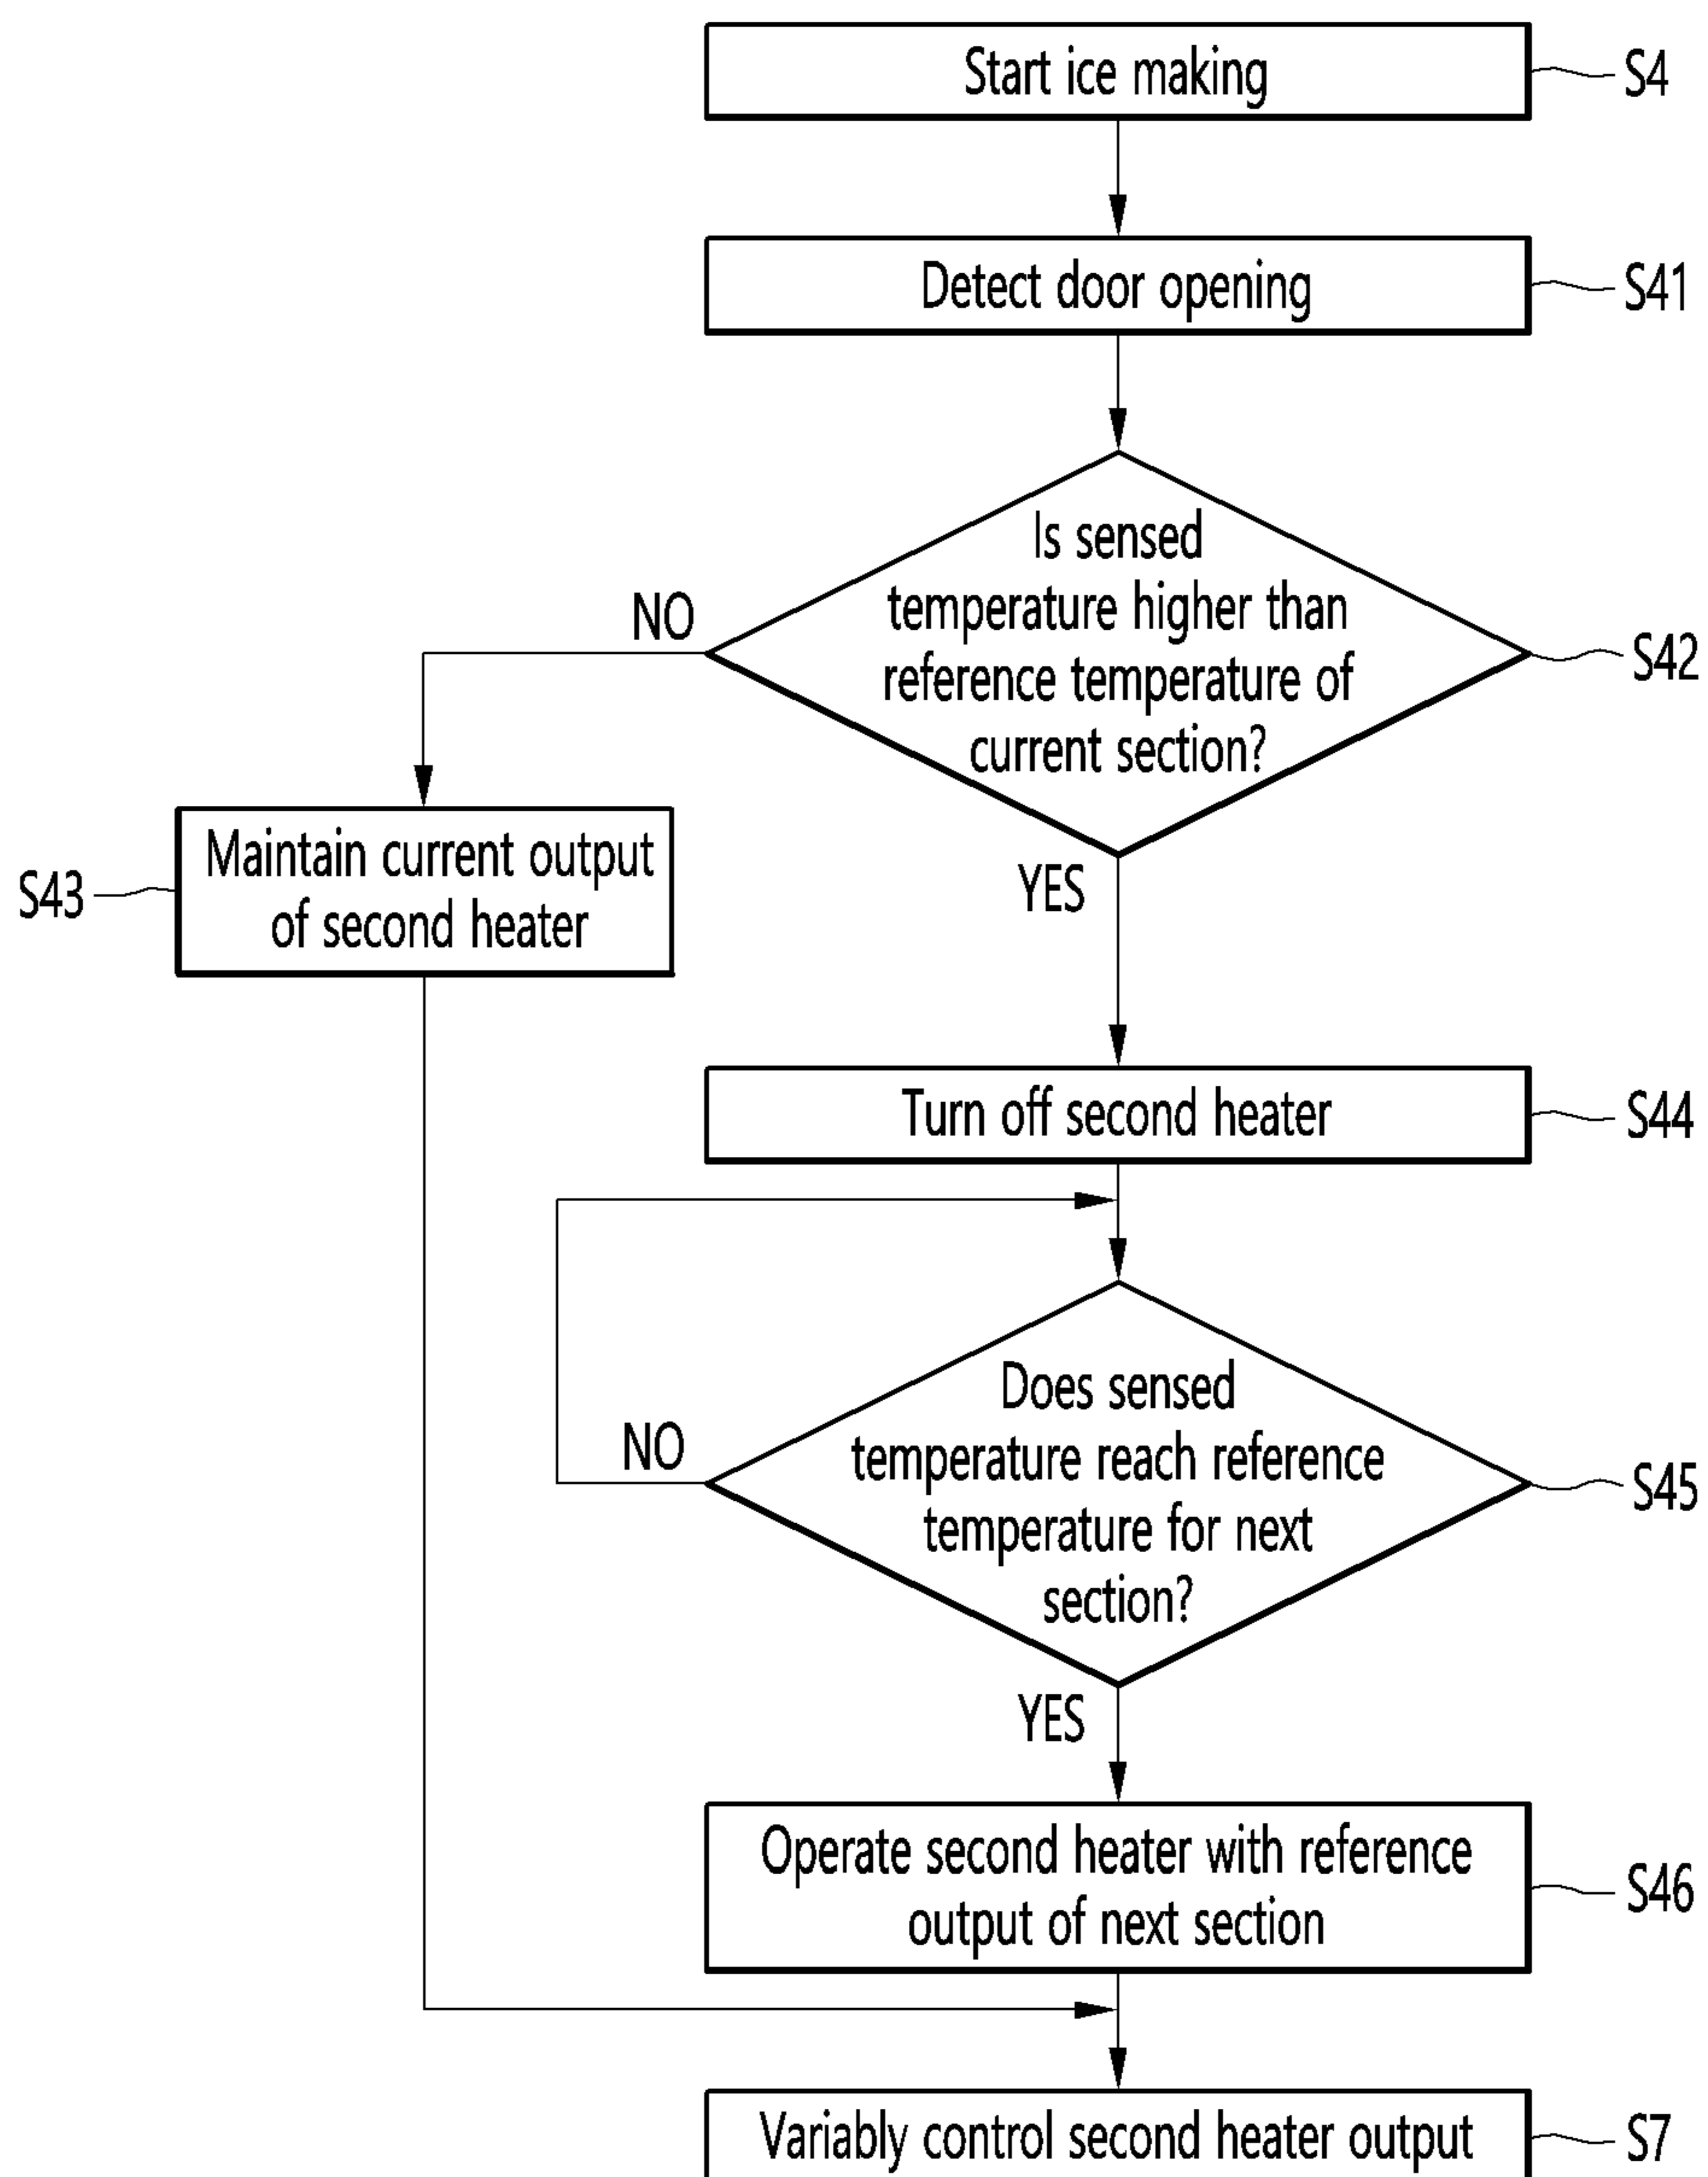 Start ice making
S4
Detect door opening
S41
Is sensed
temperature higher than
reference temperature of
current section?
S42
NO
YES
Maintain current output
of second heater
S43
Turn off second heater
S44
Does sensed
temperature reach reference
temperature for next
section?
S45
NO
YES
Operate second heater with reference
output of next section
S46
Variably control second heater output
S7